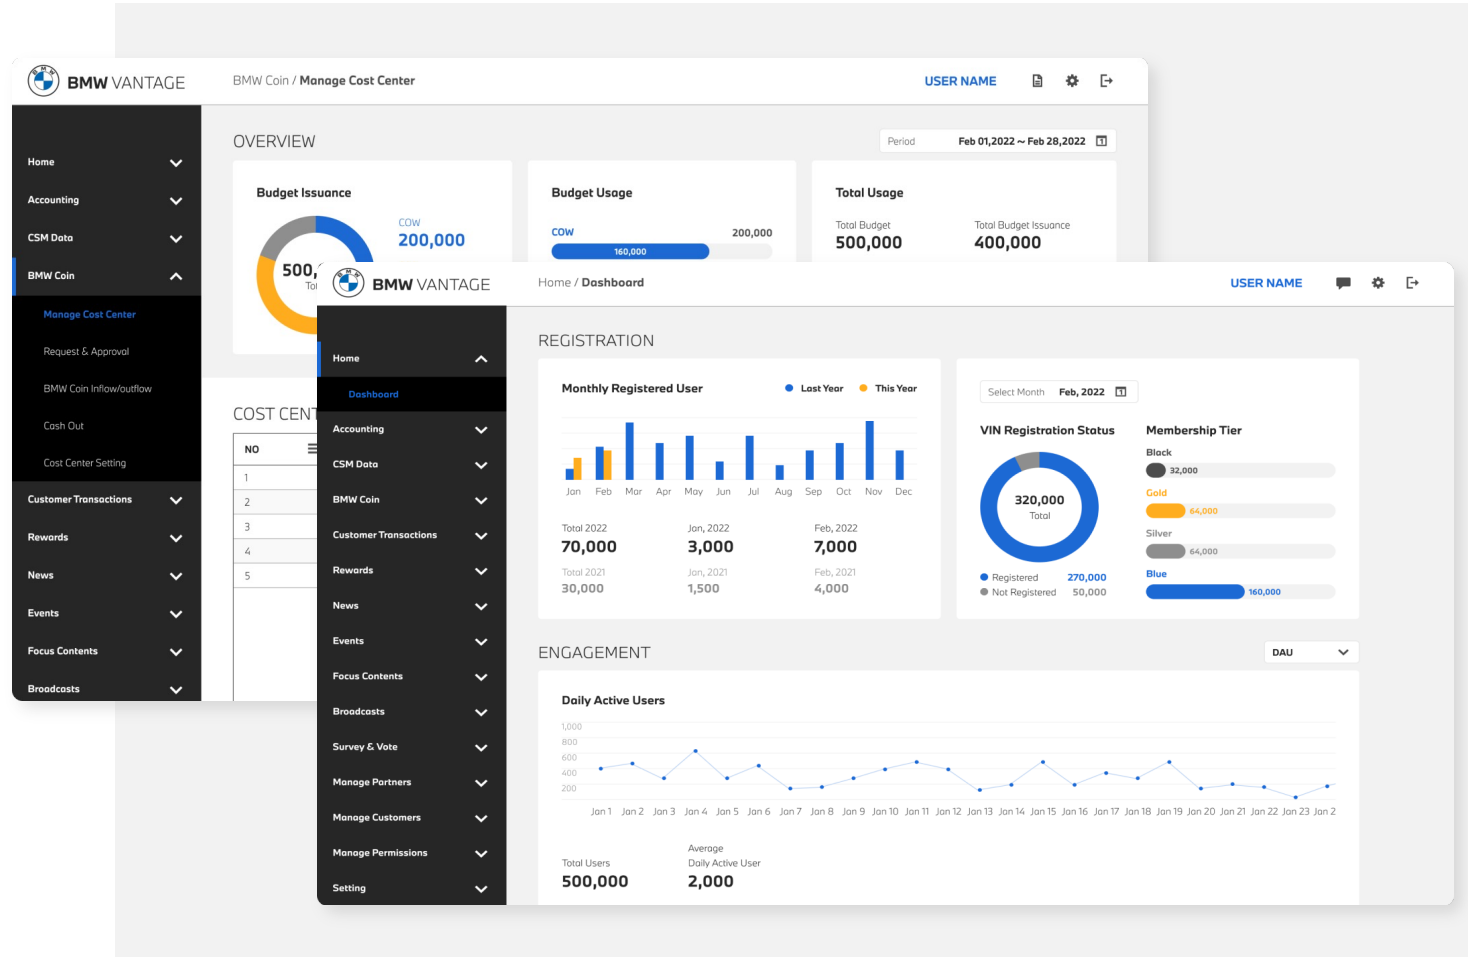 BMW VANTAGE
BMW Coin / Manage Cost Center
USER NAME
Home
Accounting
CSM Data
BMW Coin
Manage Cost Center
Request & Approval
BMW Coin Inflow/outflow
Cash Out
Cost Center Setting
Customer Transactions
Rewards
News
Events
Focus Contents
Broadcasts
OVERVIEW
Period Feb 01,2022 ~ Feb 28,2022
Budget Issuance
COW
200,000
500,
Budget Usage
COW 200,000
160,000
Total Usage
Total Budget Total Budget Issuance
500,000 400,000
COST CENT
NO
1
2
3
4
5
BMW VANTAGE
Home / Dashboard
USER NAME
Home
Dashboard
Accounting
CSM Data
BMW Coin
Customer Transactions
Rewards
News
Events
Focus Contents
Broadcasts
Survey & Vote
Manage Partners
Manage Customers
Manage Permissions
Setting
REGISTRATION
Monthly Registered User
Last Year This Year
Jan Feb Mar Apr May Jun Jul Aug Sep Oct Nov Dec
Total 2022 Jan, 2022 Feb, 2022
70,000 3,000 7,000
Total 2021 Jan, 2021 Feb, 2021
30,000 1,500 4,000
Select Month Feb, 2022
VIN Registration Status
320,000
Total
Registered 270,000
Not Registered 50,000
Membership Tier
Black
32,000
Gold
64,000
Silver
64,000
Blue
160,000
ENGAGEMENT
DAU
Daily Active Users
1,000
800
600
400
200
Jan 1 Jan 2 Jan 3 Jan 4 Jan 5 Jan 6 Jan 7 Jan 8 Jan 9 Jan 10 Jan 11 Jan 12 Jan 13 Jan 14 Jan 15 Jan 16 Jan 17 Jan 18 Jan 19 Jan 20 Jan 21 Jan 22 Jan 23 Jan 2
Total Users
500,000
Average
Daily Active User
2,000